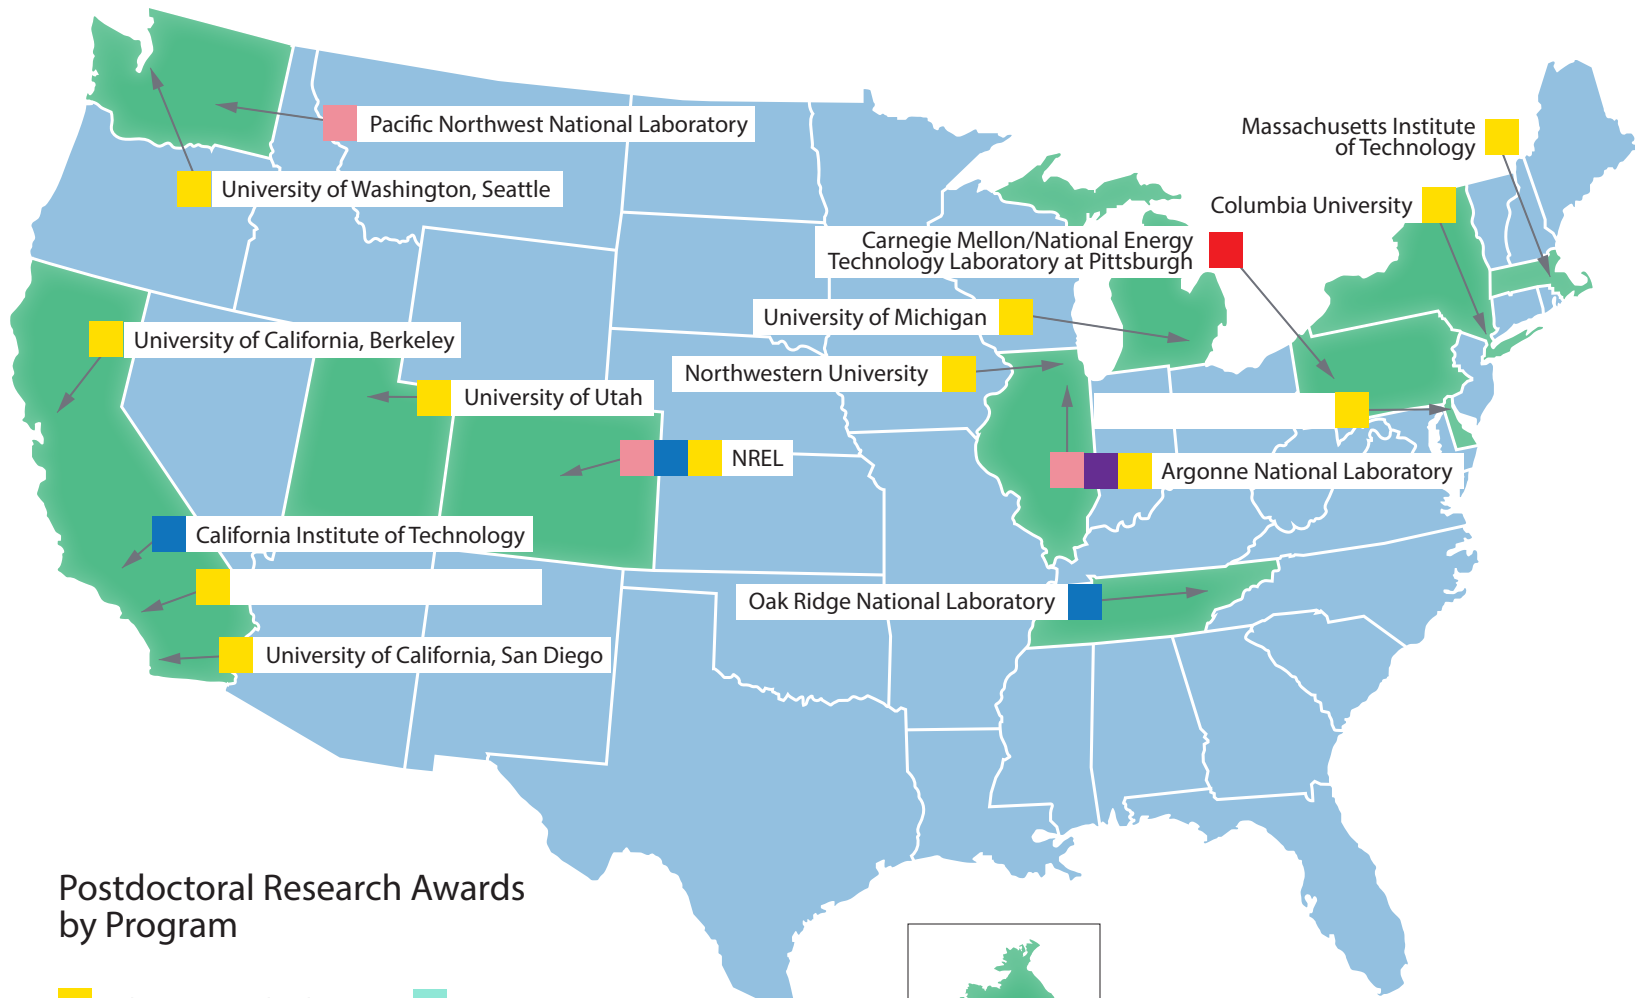 Pacific Northwest National Laboratory
Massachusetts Institute
of Technology
University of Washington, Seattle
Columbia University
Carnegie Mellon/National Energy
Technology Laboratory at Pittsburgh
University of Michigan
University of California, Berkeley
Northwestern University
University of Utah
NREL
Argonne National Laboratory
California Institute of Technology
Oak Ridge National Laboratory
University of California, San Diego
Postdoctoral Research Awards
by Program